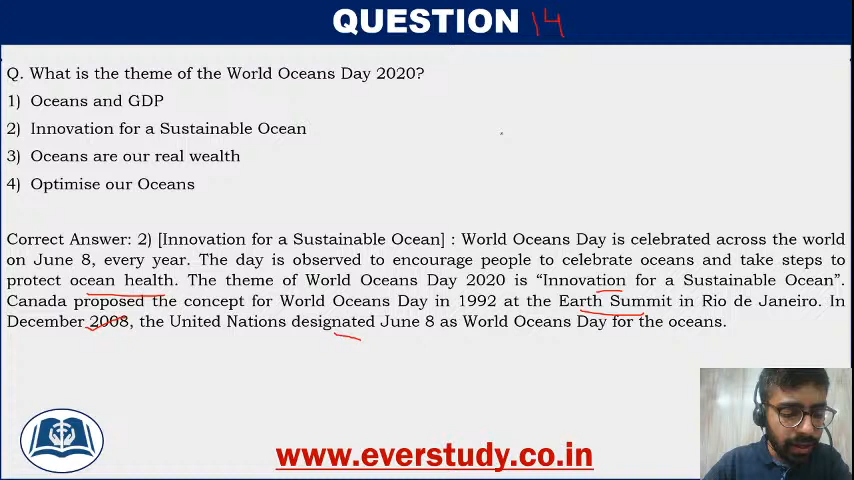 QUESTION 14
Q. What is the theme of the World Oceans Day 2020?
1) Oceans and GDP
2) Innovation for a Sustainable Ocean
3) Oceans are our real wealth
4) Optimise our Oceans
Correct Answer: 2) [Innovation for a Sustainable Ocean] : World Oceans Day is celebrated across the world
on June 8, every year. The day is observed to encourage people to celebrate oceans and take steps to
protect ocean health. The theme of World Oceans Day 2020 is “Innovation for a Sustainable Ocean”.
Canada proposed the concept for World Oceans Day in 1992 at the Earth Summit in Rio de Janeiro. In
December 2008, the United Nations designated June 8 as World Oceans Day for the oceans.
www.everstudy.co.in